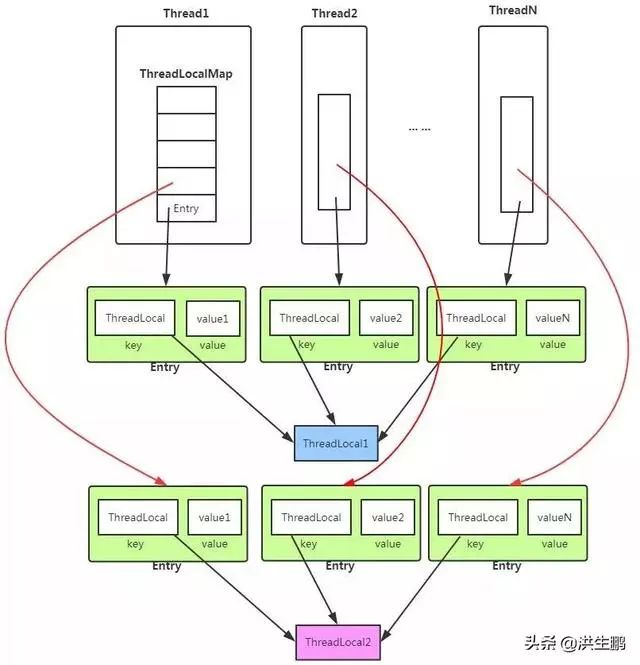 Thread1 Thread2 ThreadN
ThreadLocalMap
... ...
Entry
ThreadLocal value1 ThreadLocal value2 ThreadLocal valueN
key value key value key value
Entry Entry Entry
ThreadLocal1
ThreadLocal value1 ThreadLocal value2 ThreadLocal valueN
key value key value key value
Entry Entry Entry
ThreadLocal2
头条 @洪生鹏